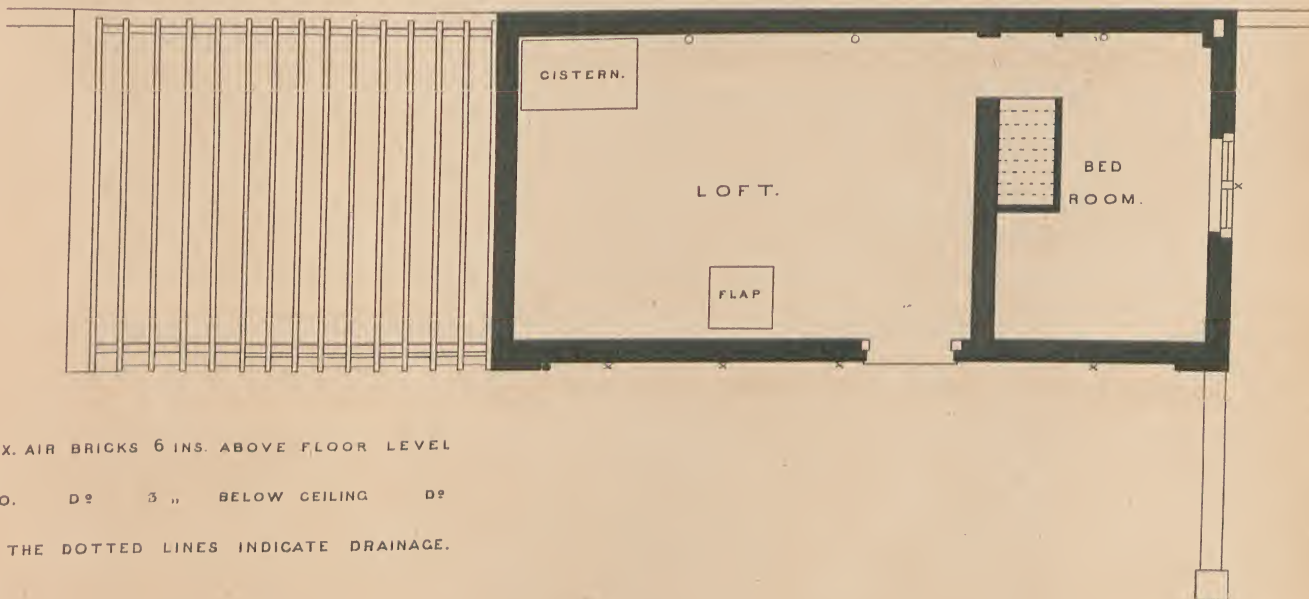 CISTERN.
LOFT.
BED
ROOM.
FLAP
X. AIR BRICKS 6 INS. ABOVE FLOOR LEVEL
O. Dº 3 „ BELOW CEILING Dº
THE DOTTED LINES INDICATE DRAINAGE.